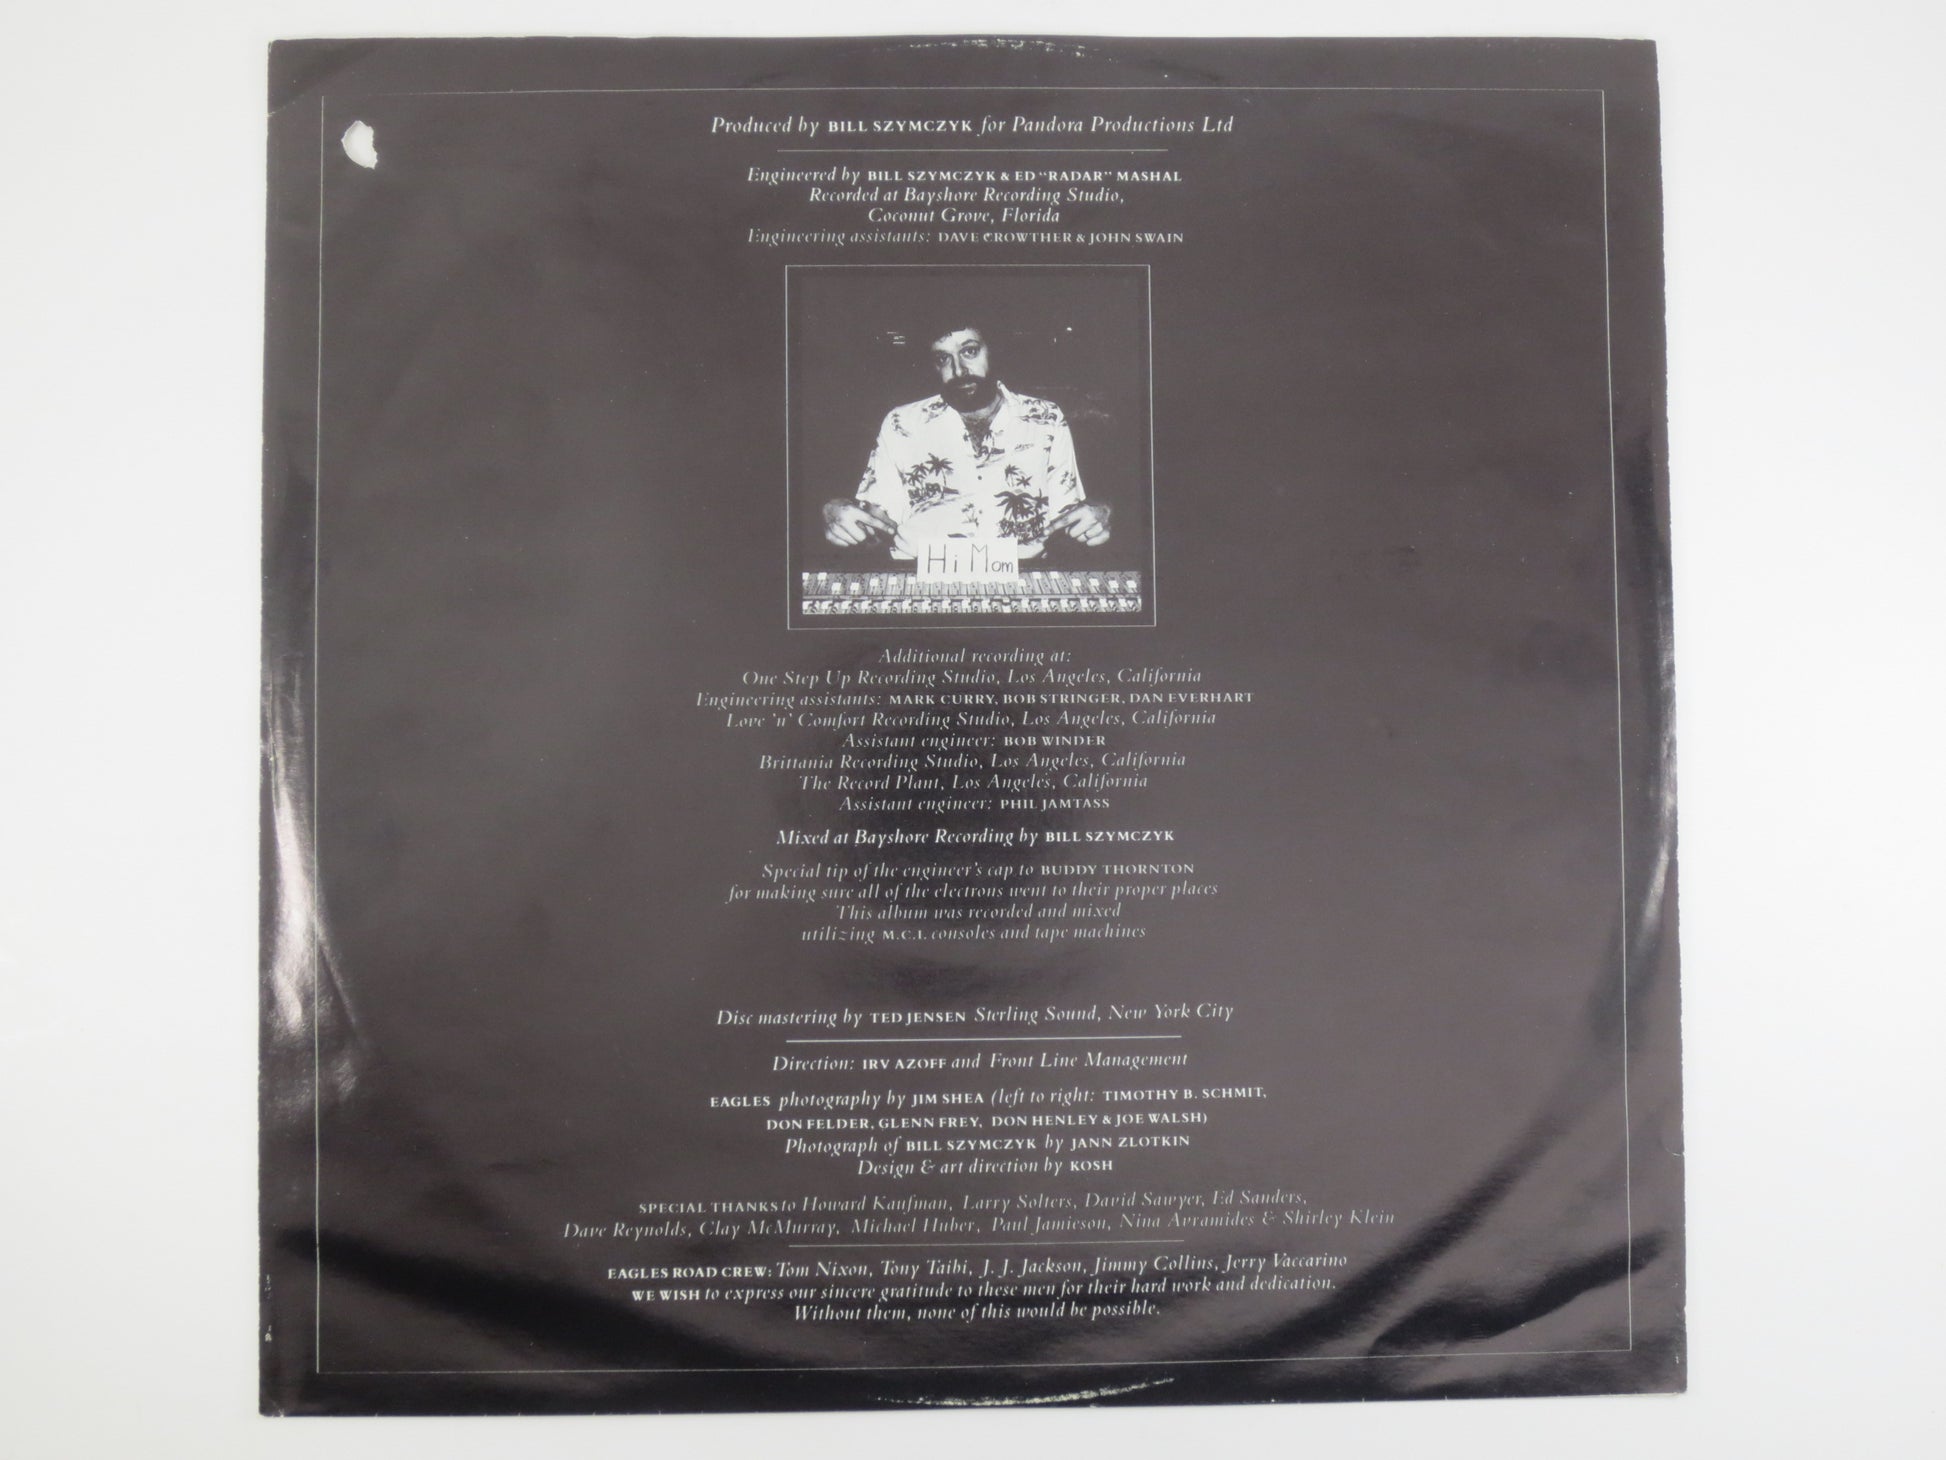 Produced by BILL SZYMCZYK for Pandora Productions Ltd
Engineered by BILL SZYMCZYK & ED "RADAR" MASHAL
Recorded at Bayshore Recording Studio,
Coconut Grove, Florida
Engineering assistants: DAVE CROWTHER & JOHN SWAIN
Hi Mom
Additional recording at:
One Step Up Recording Studio, Los Angeles, California
Engineering assistants: MARK CURRY, BOB STRINGER, DAN EVERHART
Love 'n' Comfort Recording Studio, Los Angeles, California
Assistant engineer: BOB WINDER
Brittania Recording Studio, Los Angeles, California
The Record Plant, Los Angeles, California
Assistant engineer: PHIL JAMTASS
Mixed at Bayshore Recording by BILL SZYMCZYK
Special tip of the engineer's cap to BUDDY THORNTON
for making sure all of the electrons went to their proper places
This album was recorded and mixed
utilizing M.C.I. consoles and tape machines
Disc mastering by TED JENSEN Sterling Sound, New York City
Direction: IRV AZOFF and Front Line Management
EAGLES photography by JIM SHEA (left to right: TIMOTHY B. SCHMIT,
DON FELDER, GLENN FREY, DON HENLEY & JOE WALSH)
Photograph of BILL SZYMCZYK by JANN ZLOTKIN
Design & art direction by KOSH
SPECIAL THANKS to Howard Kaufman, Larry Solters, David Sawyer, Ed Sanders,
Dave Reynolds, Clay McMurray, Michael Huber, Paul Jamieson, Nina Avramides & Shirley Klein
EAGLES ROAD CREW: Tom Nixon, Tony Taibi, J. J. Jackson, Jimmy Collins, Jerry Vaccarino
WE WISH to express our sincere gratitude to these men for their hard work and dedication.
Without them, none of this would be possible.